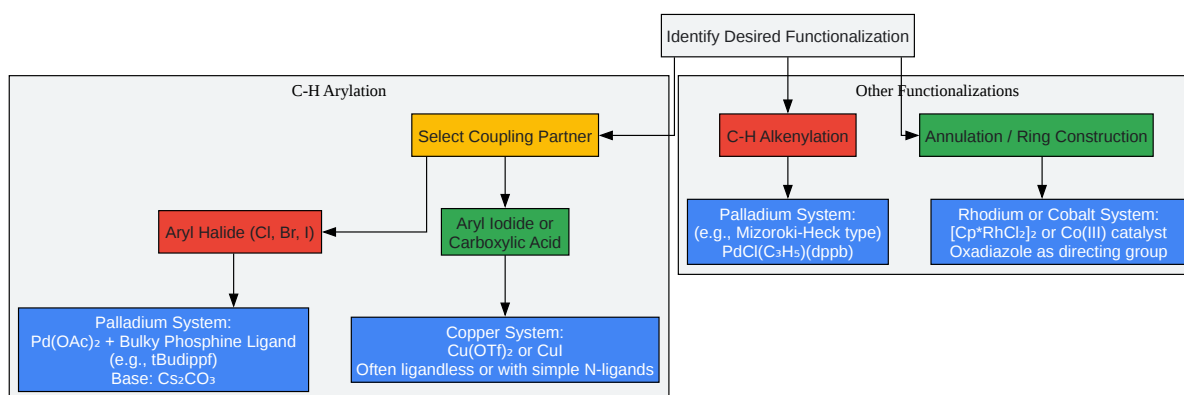 Identify Desired Functionalization
C-H Arylation
Select Coupling Partner
Aryl Halide (Cl, Br, I)
Aryl Iodide or
Carboxylic Acid
Palladium System:
Pd(OAc)₂ + Bulky Phosphine Ligand
(e.g., tBudippf)
Base: Cs₂CO₃
Copper System:
Cu(OTf)₂ or CuI
Often ligandless or with simple N-ligands
Other Functionalizations
C-H Alkenylation
Annulation / Ring Construction
Palladium System:
(e.g., Mizoroki-Heck type)
PdCl(C₃H₅)(dppb)
Rhodium or Cobalt System:
[Cp*RhCl₂]₂ or Co(III) catalyst
Oxadiazole as directing group